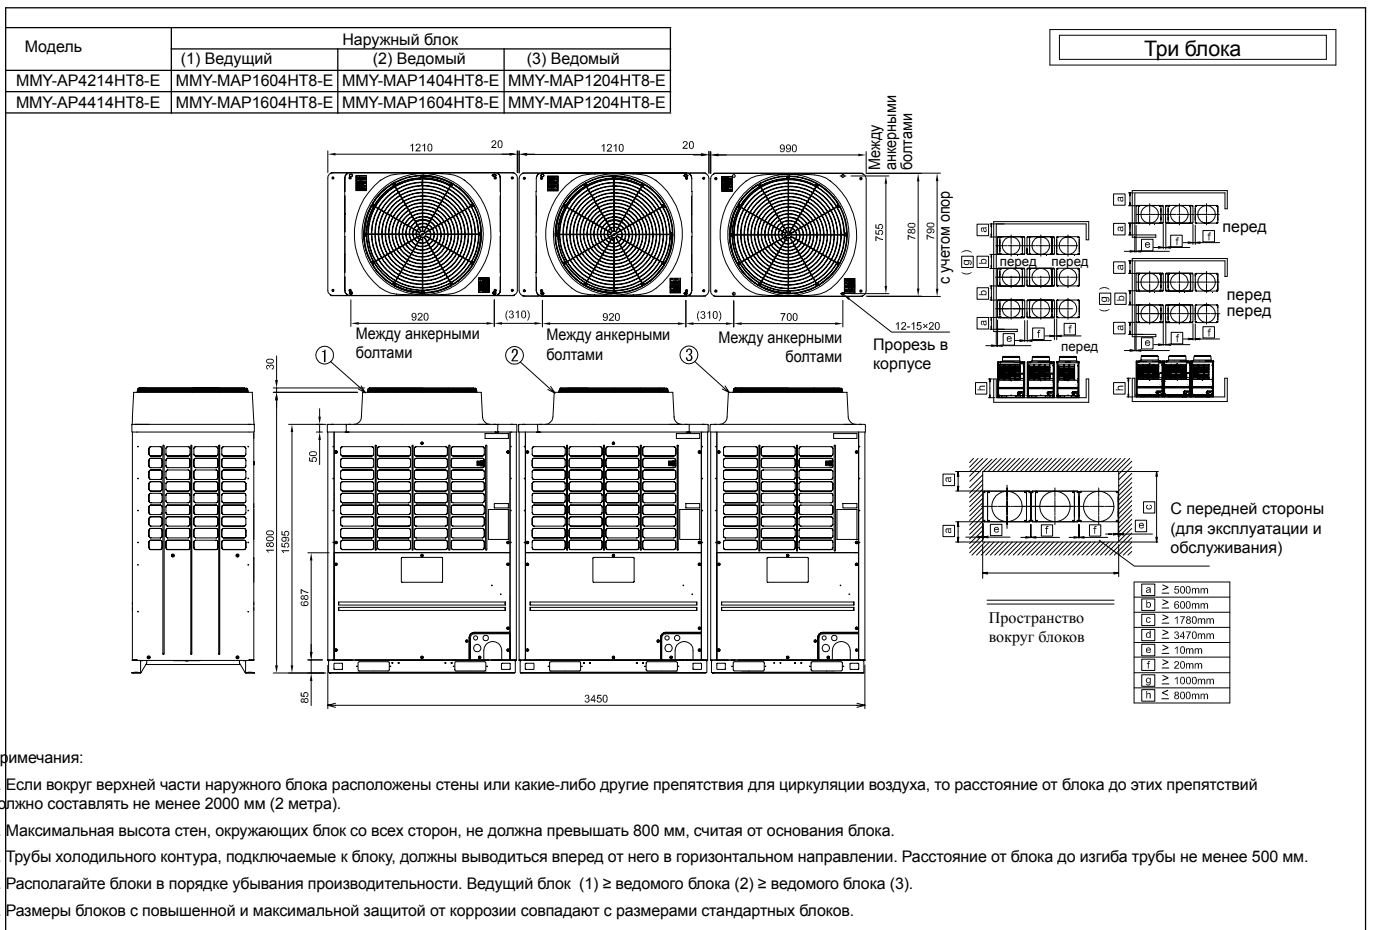 Модель
Наружный блок
(1) Ведущий
(2) Ведомый
(3) Ведомый
MMY-AP4214HT8-E MMY-MAP1604HT8-E MMY-MAP1404HT8-E MMY-MAP1204HT8-E
MMY-AP4414HT8-E MMY-MAP1604HT8-E MMY-MAP1604HT8-E MMY-MAP1204HT8-E
Три блока
1210
20
1210
20
990
Между
анкерными
болтами
755
780
790
с учетом опор
920
(310)
920
(310)
700
Между анкерными
болтами
Между анкерными
болтами
Между анкерными
болтами
12-15×20
Прорезь в
корпусе
1
2
3
30
50
1800
1595
687
85
3450
a
(g)
b
перед
перед
b
a
e
f
f
перед
h
a
a
e
f
f
перед
a
(g)
b
перед
перед
a
e
f
f
h
a
a
e
f
f
c
e
С передней стороны
(для эксплуатации и
обслуживания)
Пространство
вокруг блоков
a ≥ 500mm
b ≥ 600mm
c ≥ 1780mm
d ≥ 3470mm
e ≥ 10mm
f ≥ 20mm
g ≥ 1000mm
h ≤ 800mm
римечания:
Если вокруг верхней части наружного блока расположены стены или какие-либо другие препятствия для циркуляции воздуха, то расстояние от блока до этих препятствий
олжно составлять не менее 2000 мм (2 метра).
Максимальная высота стен, окружающих блок со всех сторон, не должна превышать 800 мм, считая от основания блока.
Трубы холодильного контура, подключаемые к блоку, должны выводиться вперед от него в горизонтальном направлении. Расстояние от блока до изгиба трубы не менее 500 мм.
Располагайте блоки в порядке убывания производительности. Ведущий блок (1) ≥ ведомого блока (2) ≥ ведомого блока (3).
Размеры блоков с повышенной и максимальной защитой от коррозии совпадают с размерами стандартных блоков.